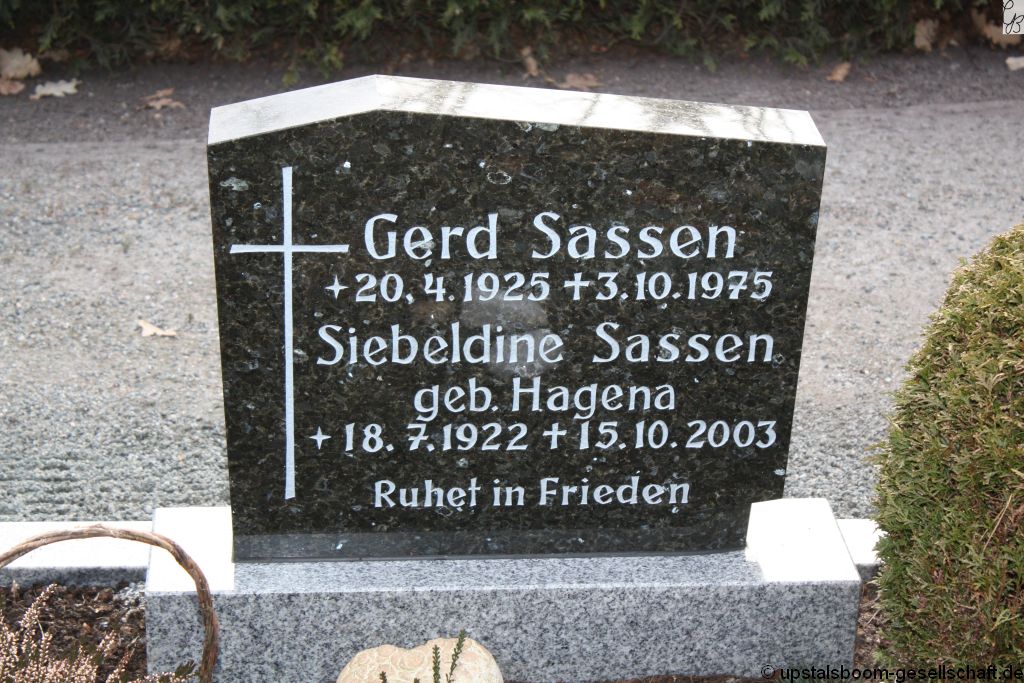 Gerd Sassen
+ 20. 4. 1925 ✝ 3. 10. 1975
Siebeldine Sassen
geb. Hagena
+ 18. 7. 1922 ✝ 15. 10. 2003
Ruhet in Frieden
© upstalsboom-gesellschaft.de